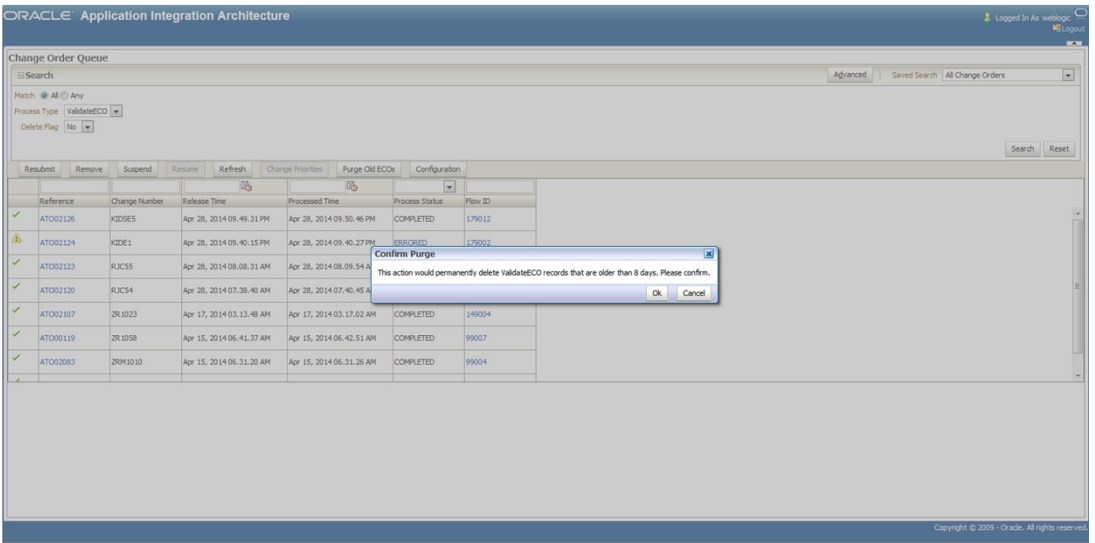 ORACLE Application Integration Architecture
Logged In As weblogic
Logout
Change Order Queue
Search
Advanced Saved Search All Change Orders
Match All Any
Process Type ValidateECO
Delete Flag No
Search Reset
Resubmit Remove Suspend Resume Refresh Change Priorities Purge Old ECOs Configuration
Reference Change Number Release Time Processed Time Process Status Flow ID
ATO02126 KIDSE5 Apr 28, 2014 09.49.31 PM Apr 28, 2014 09.50.46 PM COMPLETED 179012
ATO02124 KIDE1 Apr 28, 2014 09.40.15 PM Apr 28, 2014 09.40.27 PM ERRORED 179002
Confirm Purge
ATO02123 RJC55 Apr 28, 2014 08.08.31 AM Apr 28, 2014 08.09.54 A
This action would permanently delete ValidateECO records that are older than 8 days. Please confirm.
ATO02120 RJC54 Apr 28, 2014 07.38.40 AM Apr 28, 2014 07.40.45 A
Ok Cancel
ATO02107 ZR1023 Apr 17, 2014 03.13.48 AM Apr 17, 2014 03.17.02 AM COMPLETED 149004
ATO00119 ZR1058 Apr 15, 2014 06.41.37 AM Apr 15, 2014 06.42.51 AM COMPLETED 99007
ATO02083 ZRM1010 Apr 15, 2014 06.31.20 AM Apr 15, 2014 06.31.26 AM COMPLETED 99004
Copyright © 2009 - Oracle. All rights reserved.